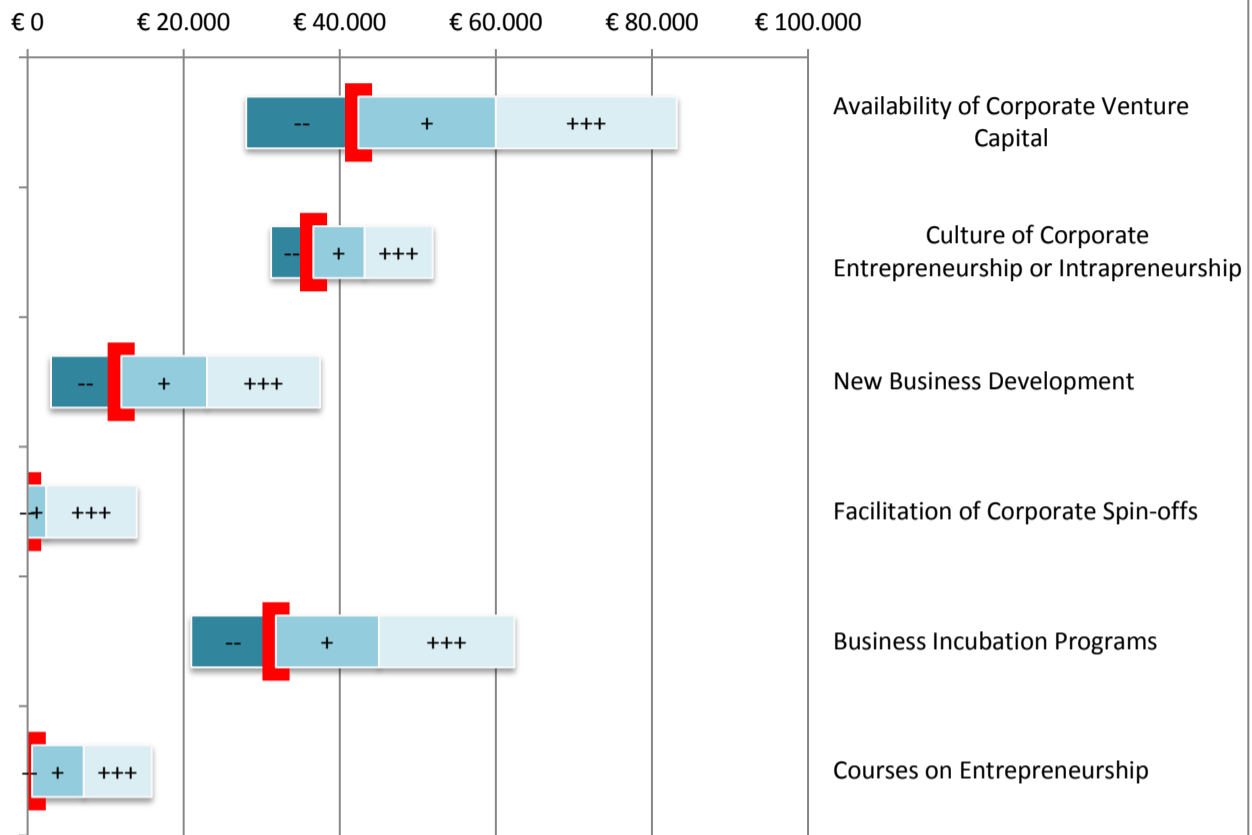 € 0 € 20.000 € 40.000 € 60.000 € 80.000 € 100.000
Availability of Corporate Venture
Capital
-- + +++
Culture of Corporate
Entrepreneurship or Intrapreneurship
-- + +++
-- + +++ New Business Development
-+ +++ Facilitation of Corporate Spin-offs
-- + +++ Business Incubation Programs
-- + +++ Courses on Entrepreneurship